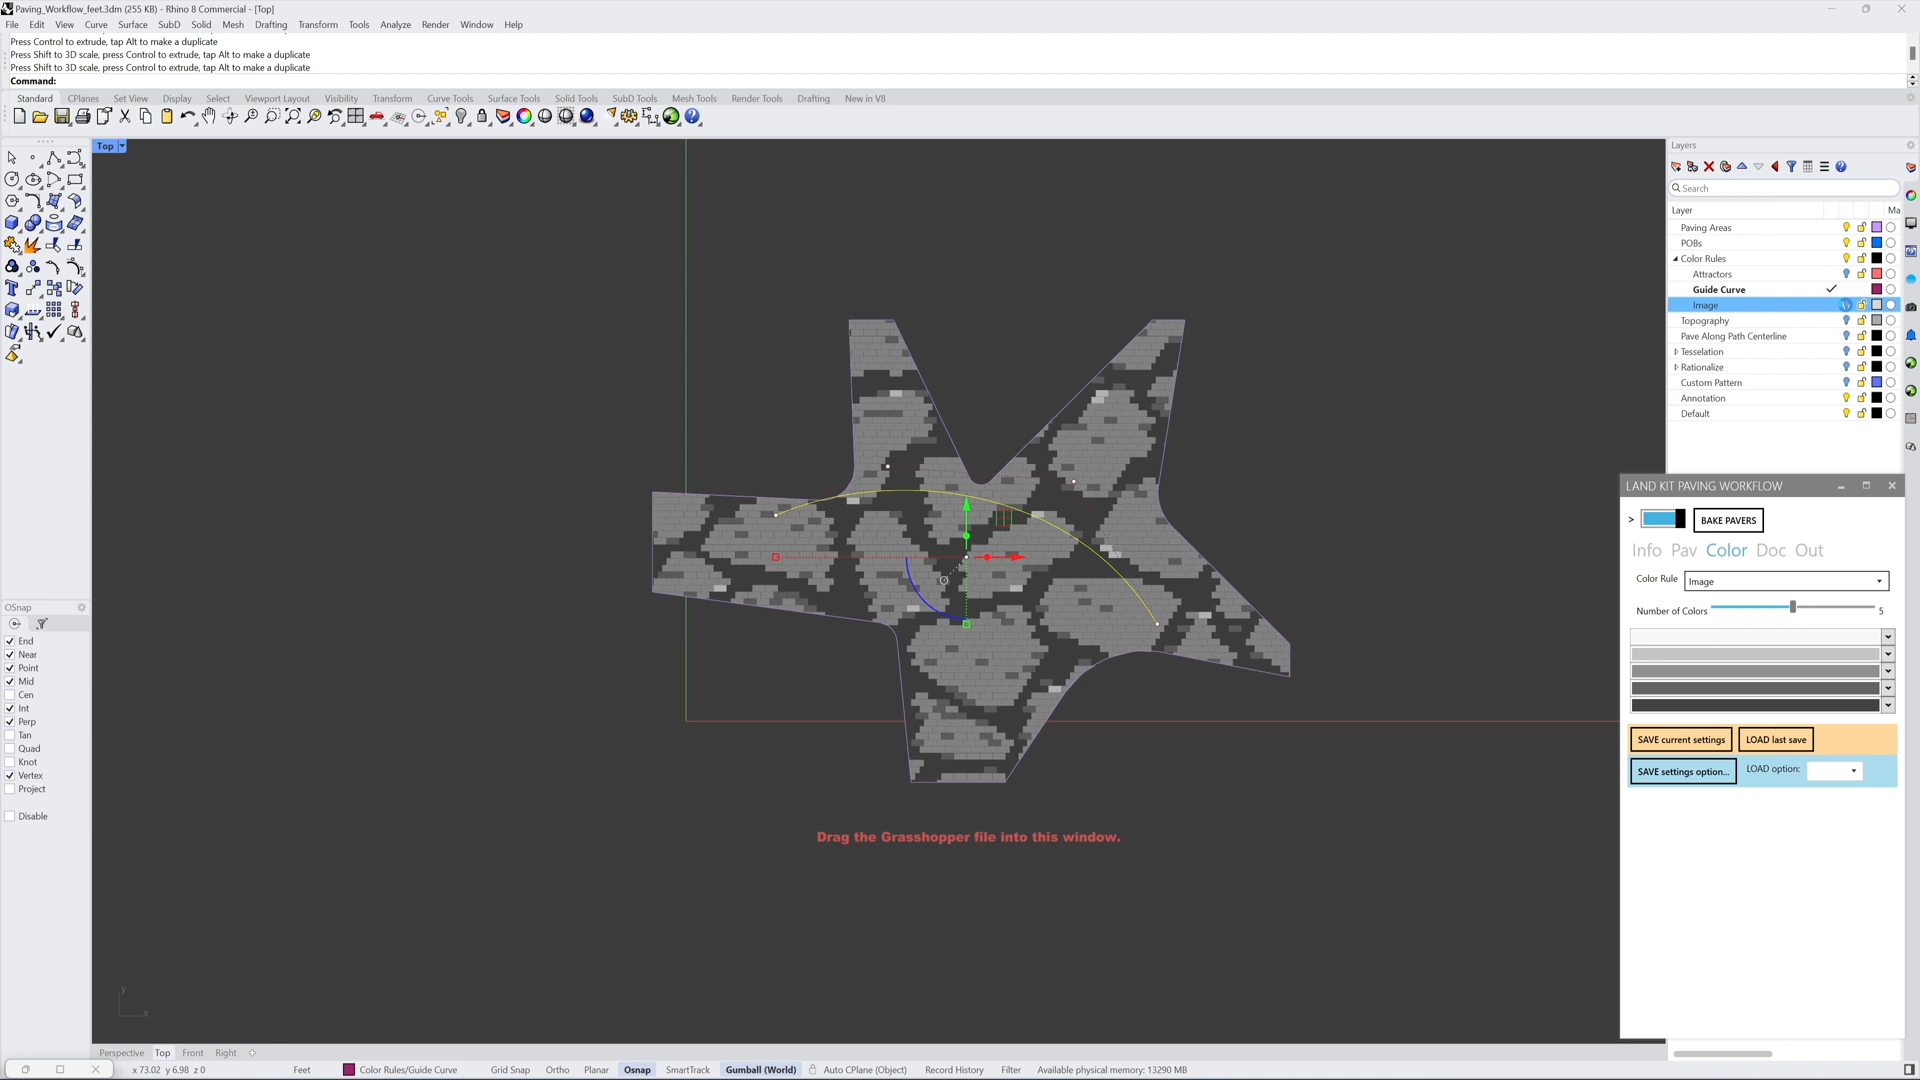 Paving_Workflow_feet.3dm (255 KB) - Rhino 8 Commercial - [Top]
File Edit View Curve Surface SubD Solid Mesh Drafting Transform Tools Analyze Render Window Help
Press Control to extrude, tap Alt to make a duplicate
Press Shift to 3D scale, press Control to extrude, tap Alt to make a duplicate
Press Shift to 3D scale, press Control to extrude, tap Alt to make a duplicate
Command:
Standard CPlanes Set View Display Select Viewport Layout Visibility Transform Curve Tools Surface Tools Solid Tools SubD Tools Mesh Tools Render Tools Drafting New in V8
Top
Layers
Search
Layer Ma
Paving Areas
POBs
Color Rules
Attractors
Guide Curve
Image
Topography
Pave Along Path Centerline
Tesselation
Rationalize
Custom Pattern
Annotation
Default
LAND KIT PAVING WORKFLOW
> BAKE PAVERS
Info Pav Color Doc Out
Color Rule Image
Number of Colors 5
SAVE current settings LOAD last save
SAVE settings option... LOAD option:
OSnap
End
Near
Point
Mid
Cen
Int
Perp
Tan
Quad
Knot
Vertex
Project
Disable
Drag the Grasshopper file into this window.
y
x
Perspective Top Front Right
x 73.02 y 6.98 z 0 Feet Color Rules/Guide Curve Grid Snap Ortho Planar Osnap SmartTrack Gumball (World) Auto CPlane (Object) Record History Filter Available physical memory: 13290 MB